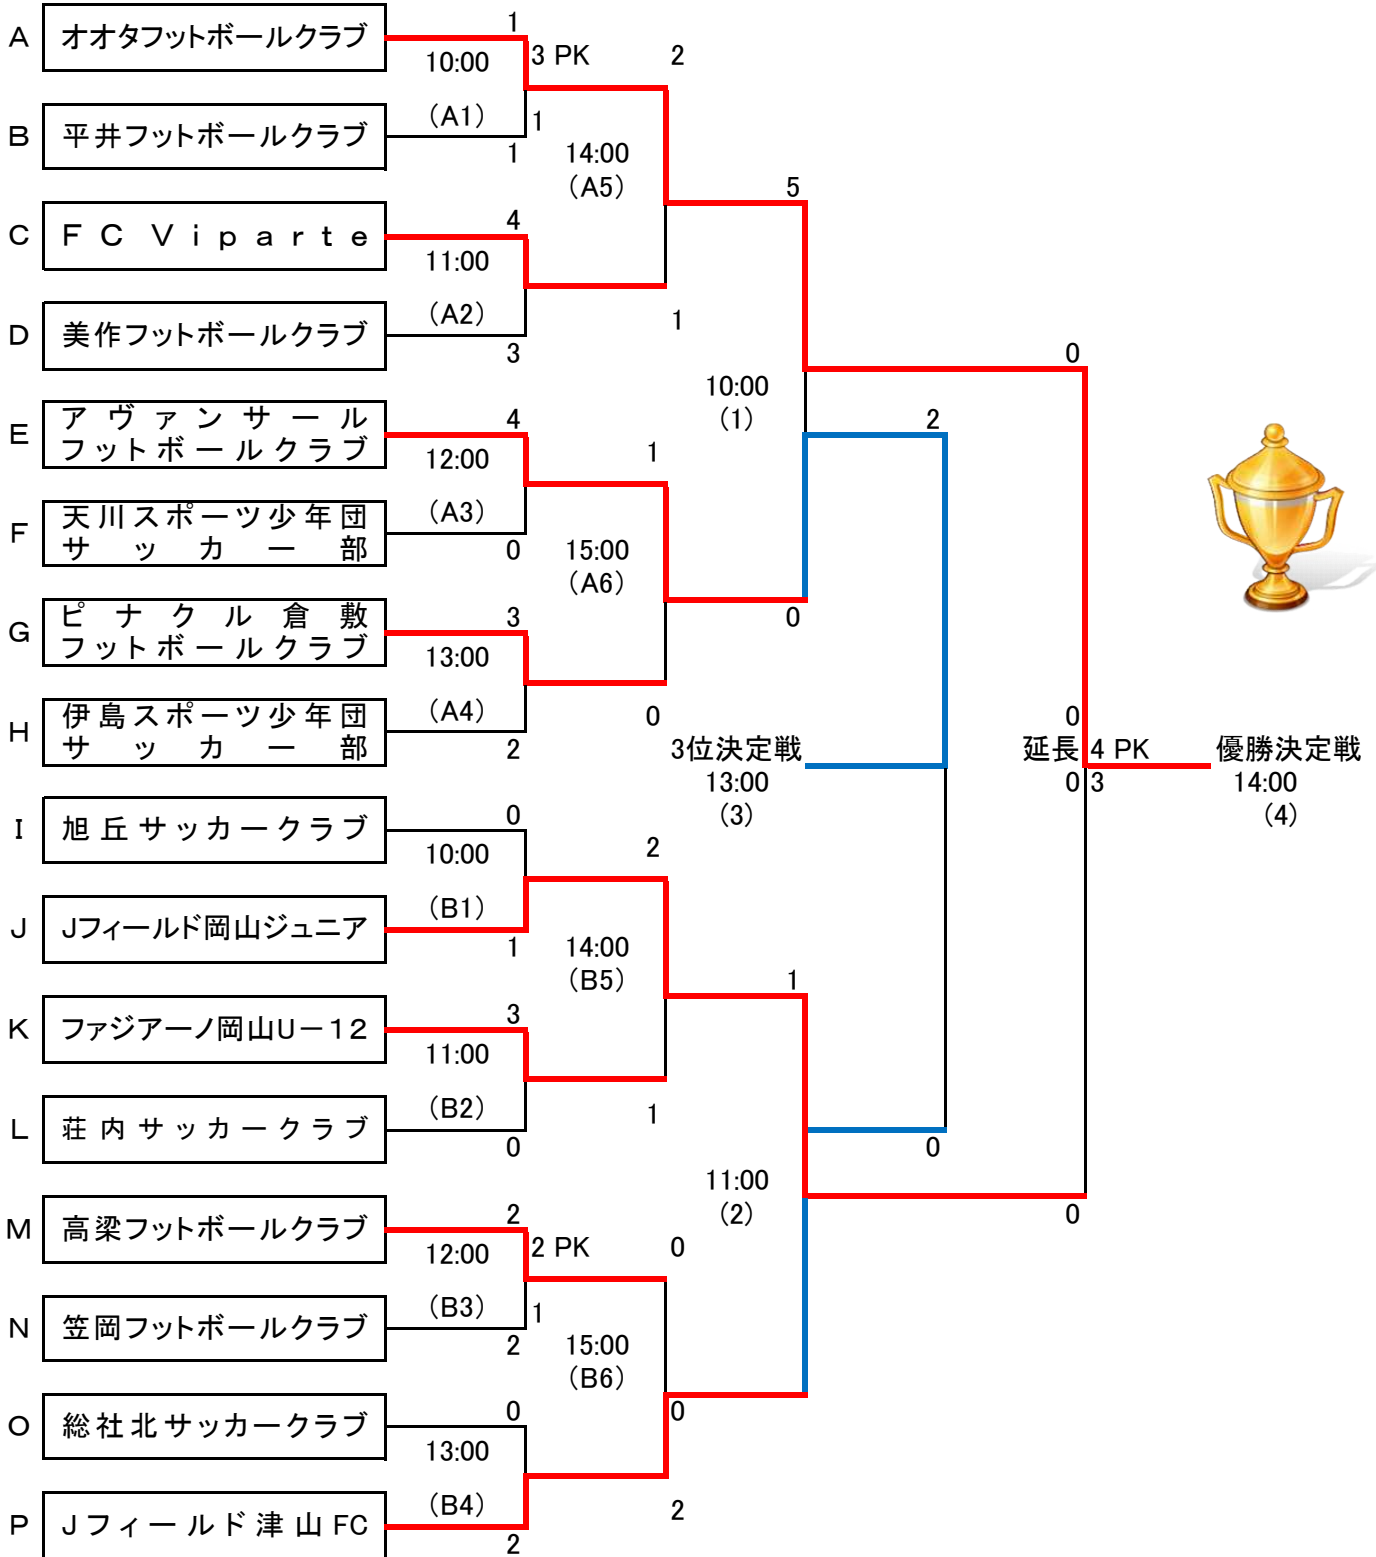 1
A オオタフットボールクラブ
3 PK 2
10:00
(A1)
1
B 平井フットボールクラブ
1 14:00
(A5) 5
C FC Viparte
4
11:00
(A2)
1
D 美作フットボールクラブ
3 0
10:00
(1)
E アヴァンサール
フットボールクラブ
4 2
12:00 1
(A3)
F 天川スポーツ少年団
サッカー部
0 15:00
(A6)
G ピナクル倉敷
フットボールクラブ
3 0
13:00
(A4)
H 伊島スポーツ少年団
サッカー部
2 0 0
3位決定戦 延長 4 PK 優勝決定戦
13:00 0 3 14:00
(3) (4)
I 旭丘サッカークラブ
0
10:00 2
(B1)
J Jフィールド岡山ジュニア
1 14:00
(B5) 1
K ファジアーノ岡山U-12
3
11:00
(B2) 1
L 荘内サッカークラブ
0 0
11:00
(2) 0
M 高梁フットボールクラブ
2
2 PK 0
12:00
(B3) 1
N 笠岡フットボールクラブ
2 15:00
(B6)
O 総社北サッカークラブ
0 0
13:00
(B4) 2
P Jフィールド津山FC
2